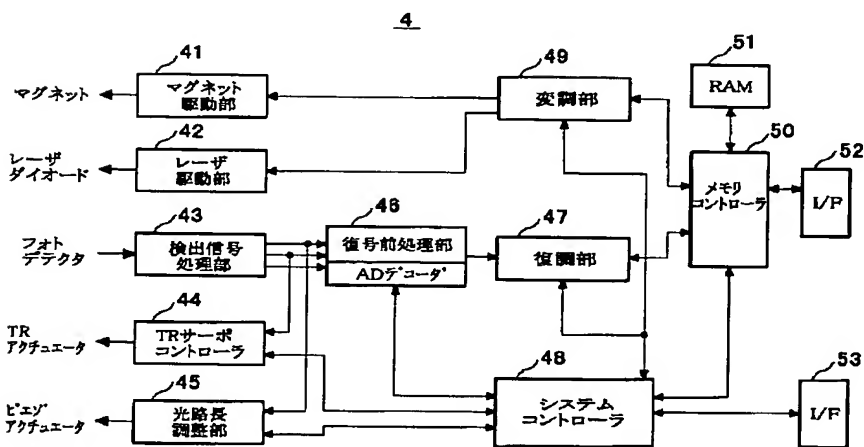 4
41
マグネット
マグネット
駆動部
42
レーザ
ダイオード
レーザ
駆動部
43
フォト
デテクタ
検出信号
処理部
44
TR
アクチュエータ
TRサーボ
コントローラ
45
ピエゾ
アクチュエータ
光路長
調整部
46
復号前処理部
ADデコーダ
47
復調部
48
システム
コントローラ
49
変調部
51
RAM
50
メモリ
コントローラ
52
I/F
53
I/F